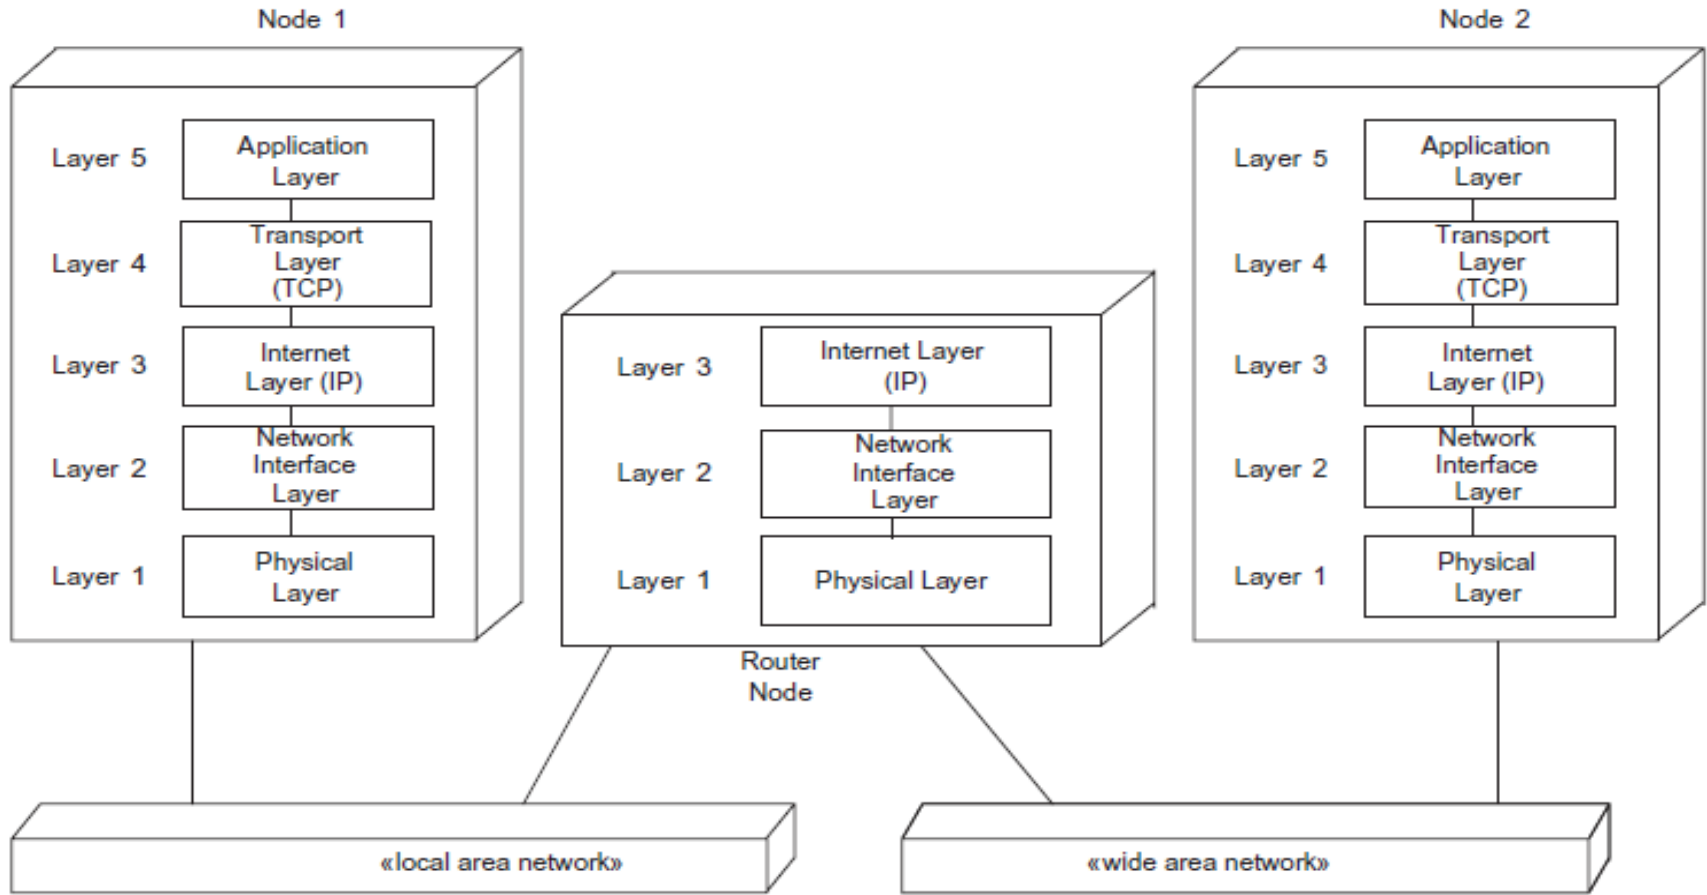 Node 1
Layer 5
Application
Layer
Layer 4
Transport
Layer
(TCP)
Layer 3
Internet
Layer (IP)
Layer 2
Network
Interface
Layer
Layer 1
Physical
Layer
Layer 3
Internet Layer
(IP)
Layer 2
Network
Interface
Layer
Layer 1
Physical Layer
Router
Node
Node 2
Layer 5
Application
Layer
Layer 4
Transport
Layer
(TCP)
Layer 3
Internet
Layer (IP)
Layer 2
Network
Interface
Layer
Layer 1
Physical
Layer
«local area network»
«wide area network»